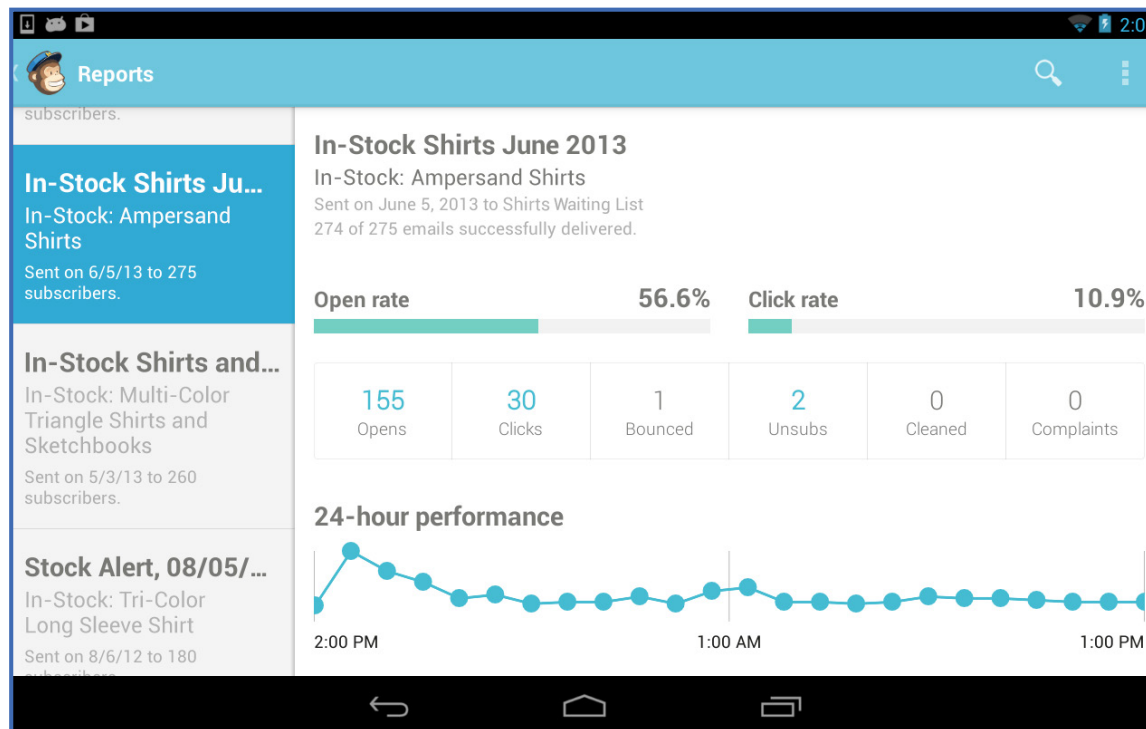 2:0
Reports
subscribers.
In-Stock Shirts Ju...
In-Stock: Ampersand
Shirts
Sent on 6/5/13 to 275
subscribers.
In-Stock Shirts and...
In-Stock: Multi-Color
Triangle Shirts and
Sketchbooks
Sent on 5/3/13 to 260
subscribers.
Stock Alert, 08/05/...
In-Stock: Tri-Color
Long Sleeve Shirt
Sent on 8/6/12 to 180
subscribers
In-Stock Shirts June 2013
In-Stock: Ampersand Shirts
Sent on June 5, 2013 to Shirts Waiting List
274 of 275 emails successfully delivered.
Open rate 56.6% Click rate 10.9%
155 30 1 2 0 0
Opens Clicks Bounced Unsubs Cleaned Complaints
24-hour performance
2:00 PM 1:00 AM 1:00 PM